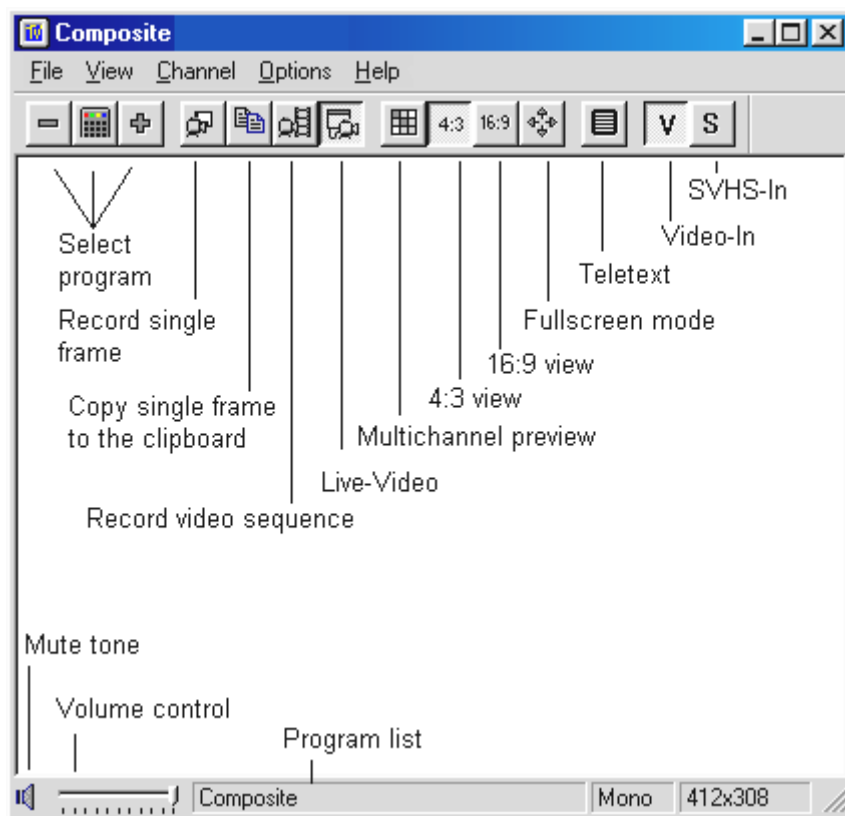 TV Composite
File View Channel Options Help
4:3 16:9 V S
SVHS-In
Video-In
Select
program
Teletext
Record single
frame
Fullscreen mode
16:9 view
4:3 view
Copy single frame
to the clipboard
Multichannel preview
Live-Video
Record video sequence
Mute tone
Volume control
Program list
Composite Mono 412x308